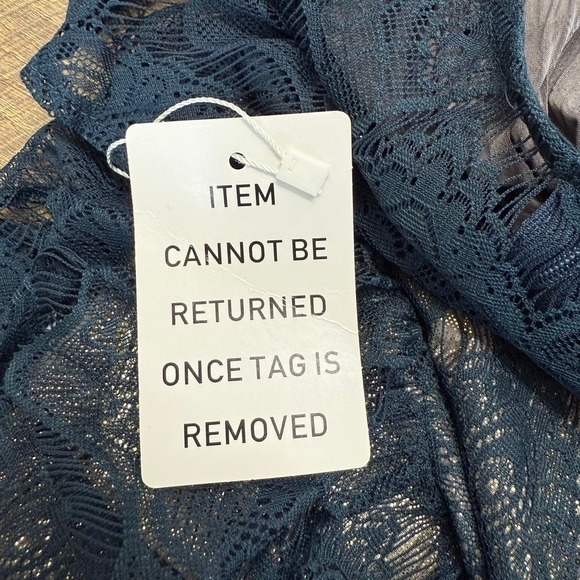 ITEM
CANNOT BE
RETURNED
ONCE TAG IS
REMOVED